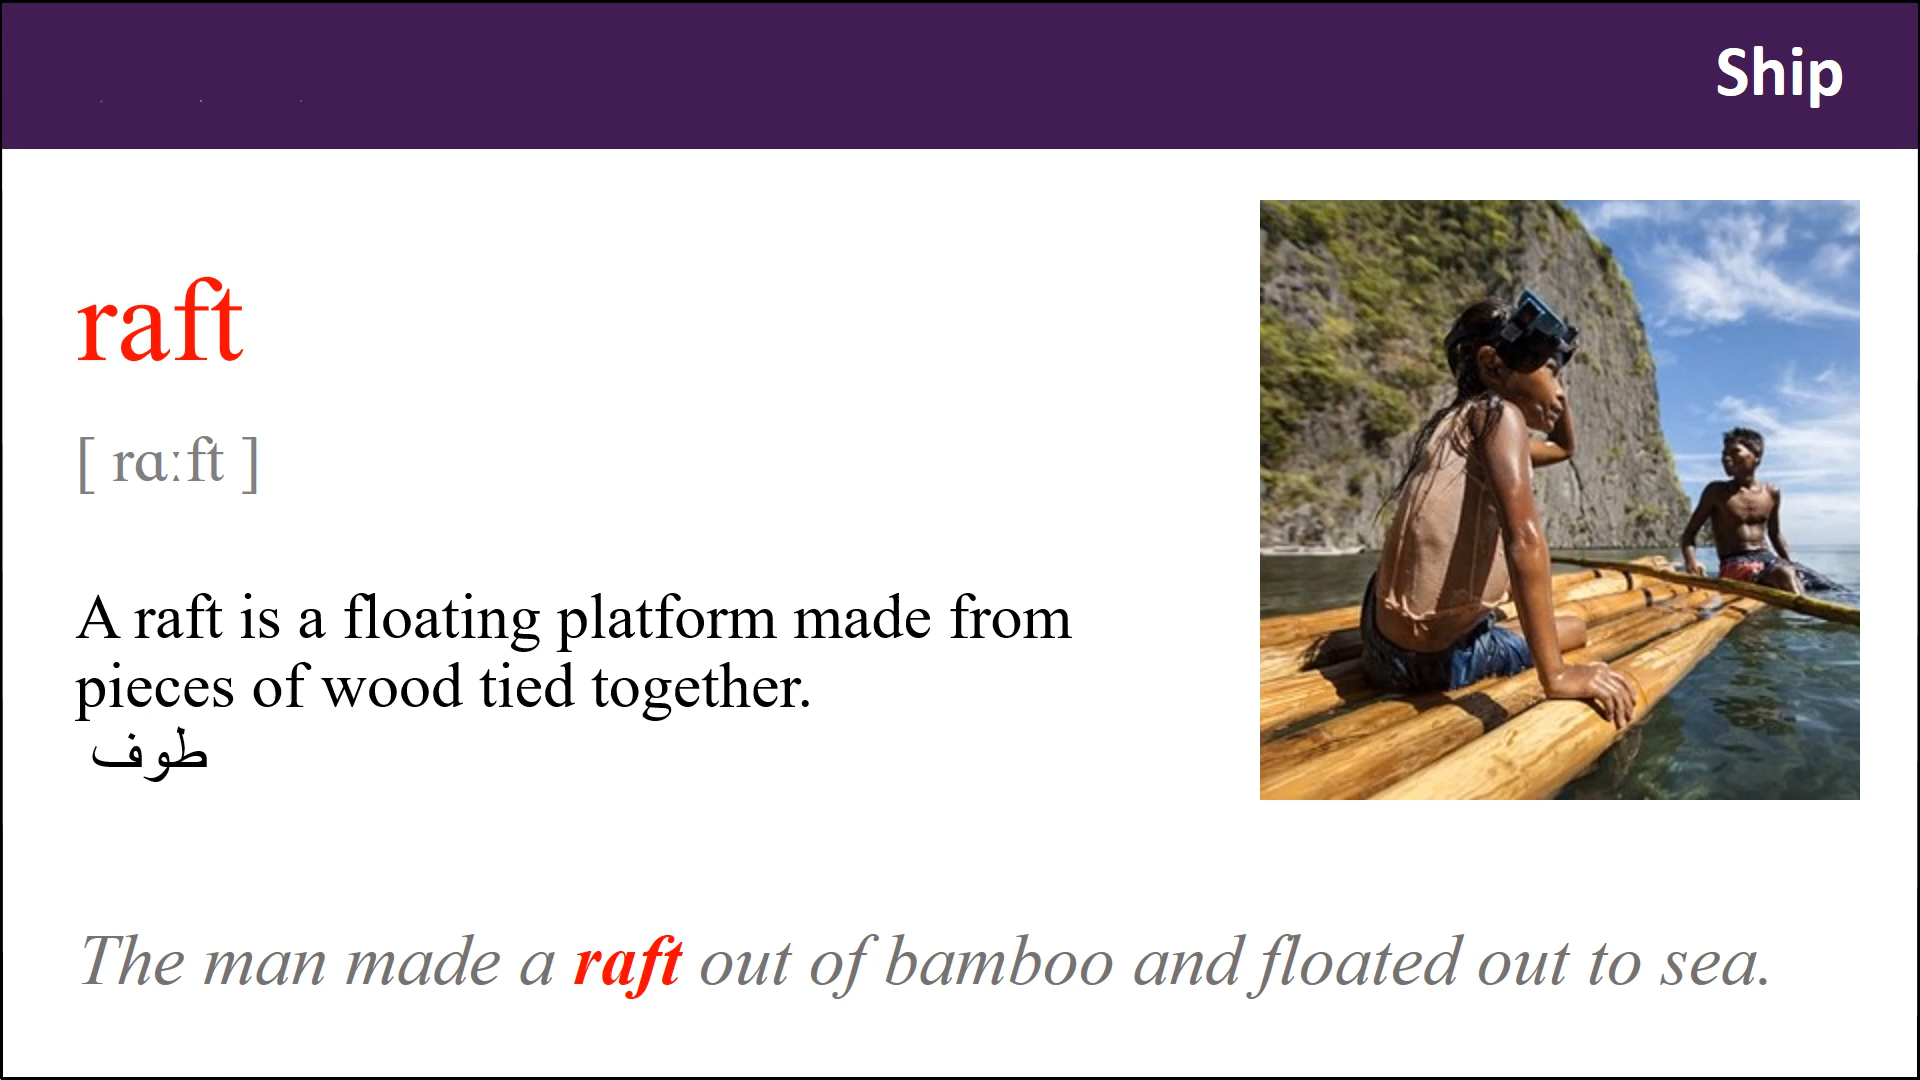 Ship
raft
[ rɑːft ]
A raft is a floating platform made from
pieces of wood tied together.
طوف
The man made a raft out of bamboo and floated out to sea.